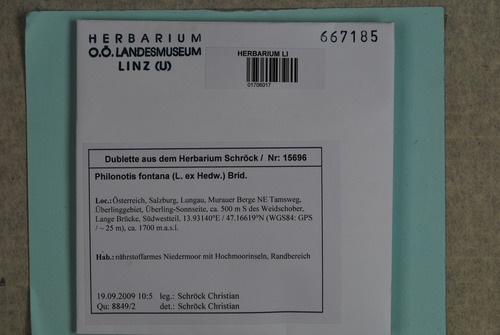 HERBARIUM
O.Ö. LANDESMUSEUM
LINZ (U)
667185
HERBARIUM LI
01706017
Dublette aus dem Herbarium Schröck / Nr: 15696
Philonotis fontana (L. ex Hedw.) Brid.
Loc.: Österreich, Salzburg, Lungau, Murauer Berge NE Tamsweg,
Überlinggebiet, Überling-Sonnseite, ca. 500 m S des Weidschober,
Lange Brücke, Südwestteil, 13.93140°E / 47.16619°N (WGS84: GPS
/ ~ 25 m), ca. 1700 m.a.s.l.
Hab.: nährstoffarmes Niedermoor mit Hochmoorinseln, Randbereich
19.09.2009 10:5 leg.: Schröck Christian
Qu: 8849/2 det.: Schröck Christian